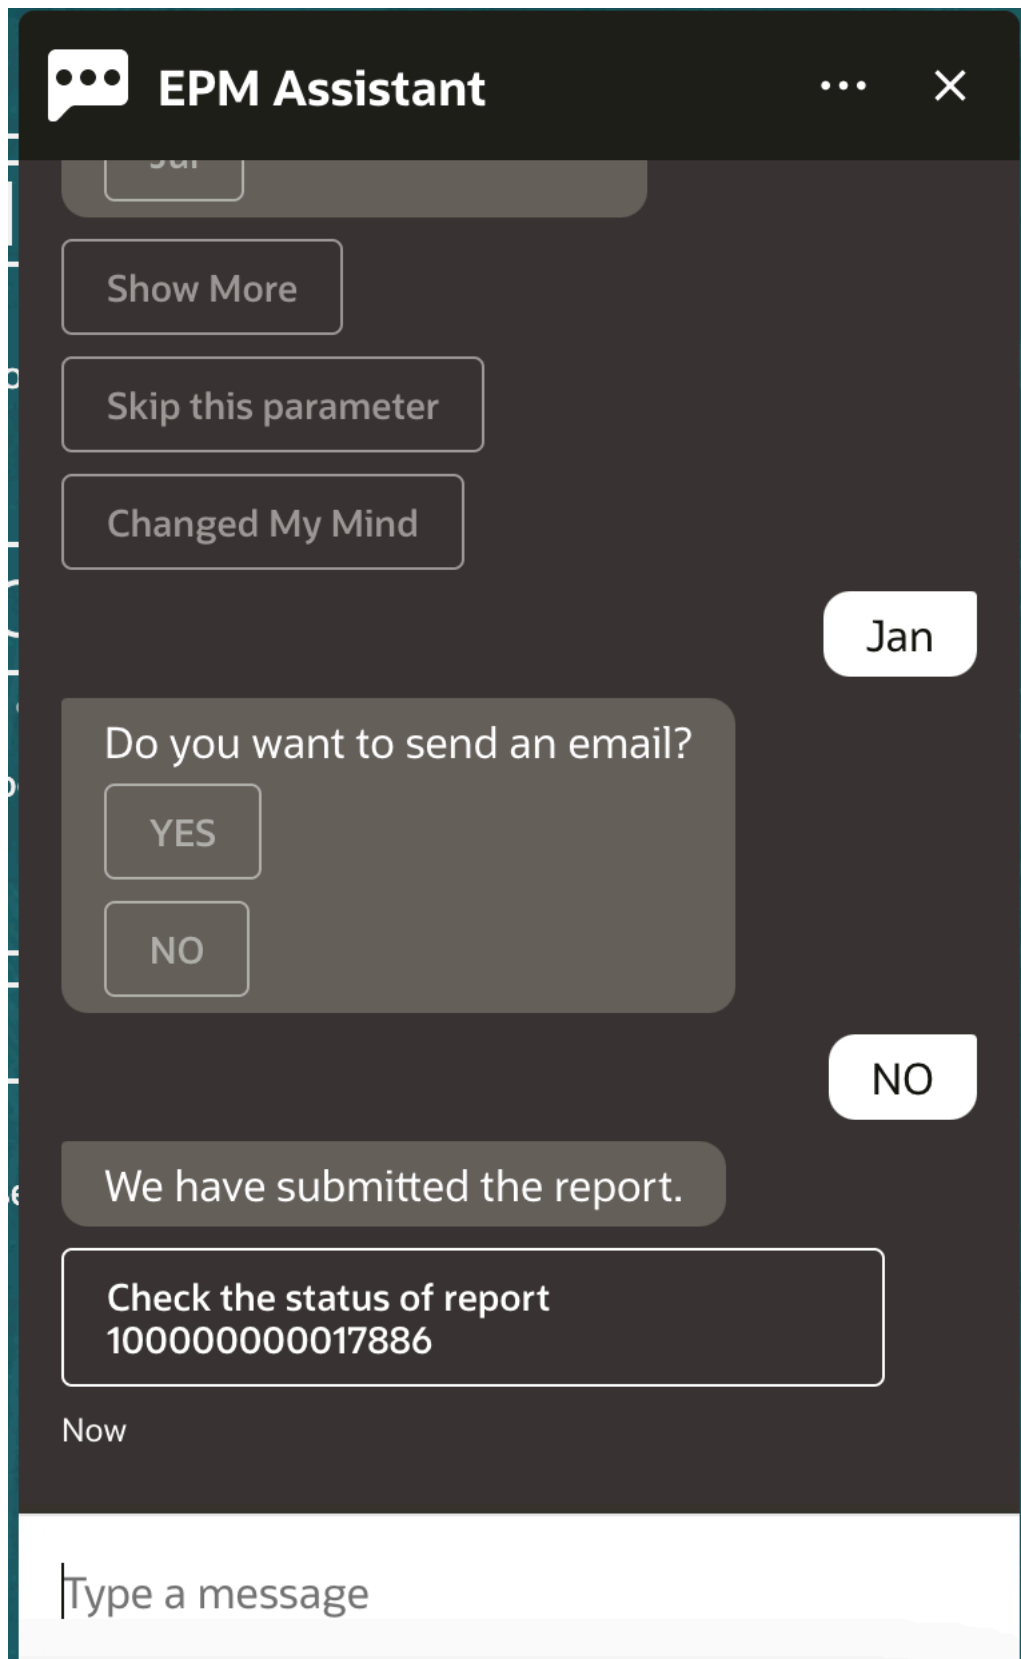 EPM Assistant
Show More
Skip this parameter
Changed My Mind
Jan
Do you want to send an email?
YES
NO
NO
We have submitted the report.
Check the status of report
100000000017886
Now
Type a message